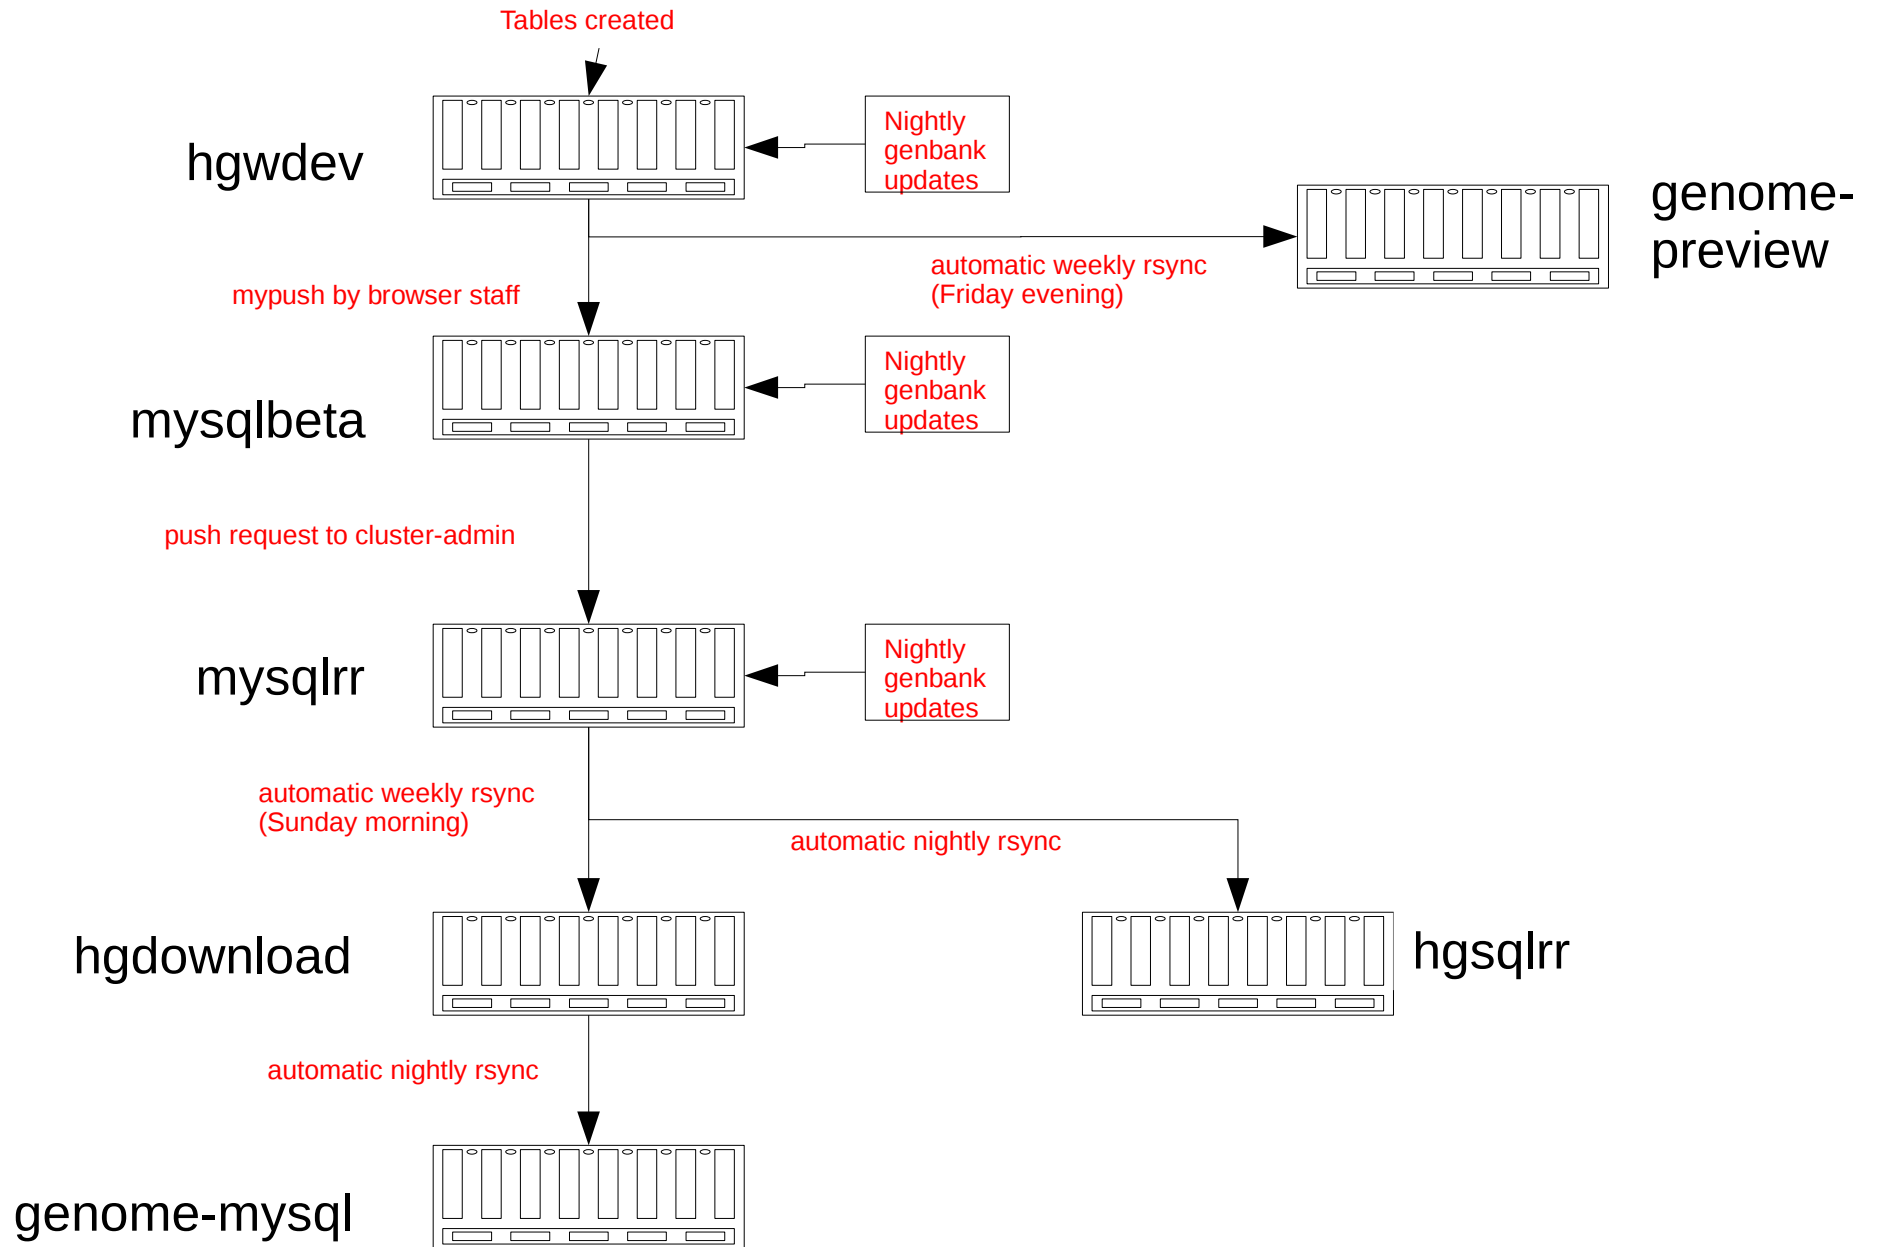 Tables created
hgwdev
Nightly
genbank
updates
genome-
preview
automatic weekly rsync
(Friday evening)
mypush by browser staff
mysqlbeta
Nightly
genbank
updates
push request to cluster-admin
mysqlrr
Nightly
genbank
updates
automatic weekly rsync
(Sunday morning)
automatic nightly rsync
hgdownload
hgsqlrr
automatic nightly rsync
genome-mysql